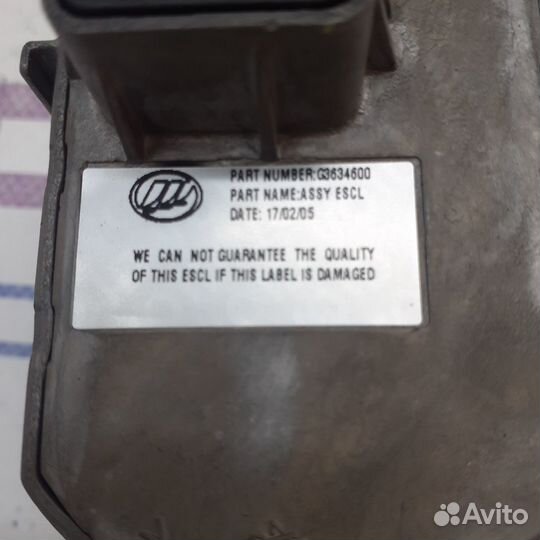 PART NUMBER:G3634600
PART NAME:ASSY ESCL
DATE: 17/02/05
WE CAN NOT GUARANTEE THE QUALITY
OF THIS ESCL IF THIS LABEL IS DAMAGED
Avito